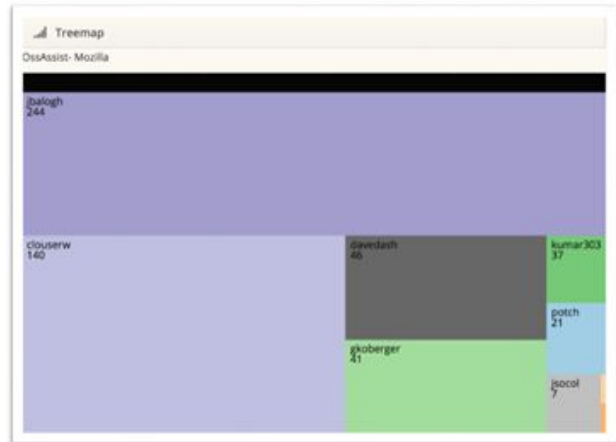 Treemap
OssAssist- Mozilla
jbalogh
244
clouserw
140
davedash
46
kumar303
37
potch
21
gkoberger
41
jsocol
7